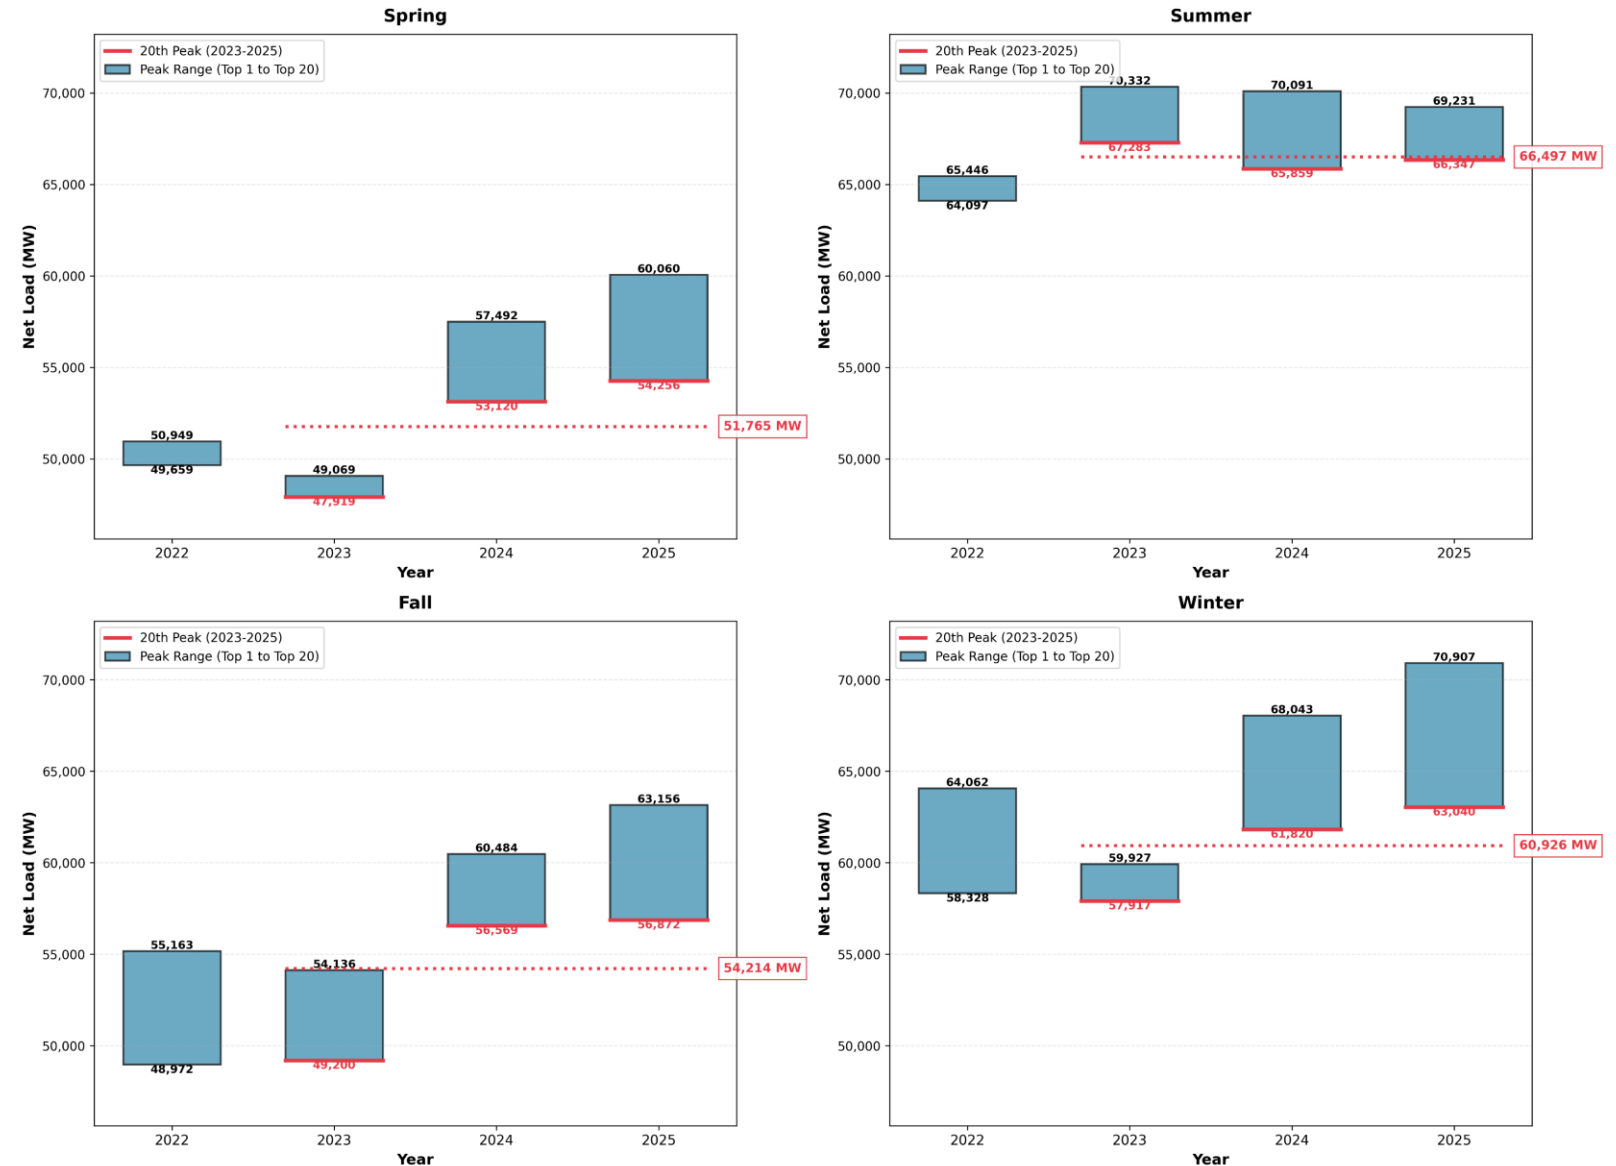 Spring
20th Peak (2023-2025)
Peak Range (Top 1 to Top 20)
70,000
65,000
60,000
55,000
50,000
Net Load (MW)
50,949
49,659
49,069
47,919
57,492
53,120
60,060
54,256
51,765 MW
2022
2023
2024
2025
Year
Summer
20th Peak (2023-2025)
Peak Range (Top 1 to Top 20)
70,000
65,000
60,000
55,000
50,000
Net Load (MW)
65,446
64,097
70,332
67,283
70,091
65,859
69,231
66,347
66,497 MW
2022
2023
2024
2025
Year
Fall
20th Peak (2023-2025)
Peak Range (Top 1 to Top 20)
70,000
65,000
60,000
55,000
50,000
Net Load (MW)
55,163
48,972
54,136
49,200
60,484
56,569
63,156
56,872
54,214 MW
2022
2023
2024
2025
Year
Winter
20th Peak (2023-2025)
Peak Range (Top 1 to Top 20)
70,000
65,000
60,000
55,000
50,000
Net Load (MW)
64,062
58,328
59,927
57,917
68,043
61,820
70,907
63,040
60,926 MW
2022
2023
2024
2025
Year